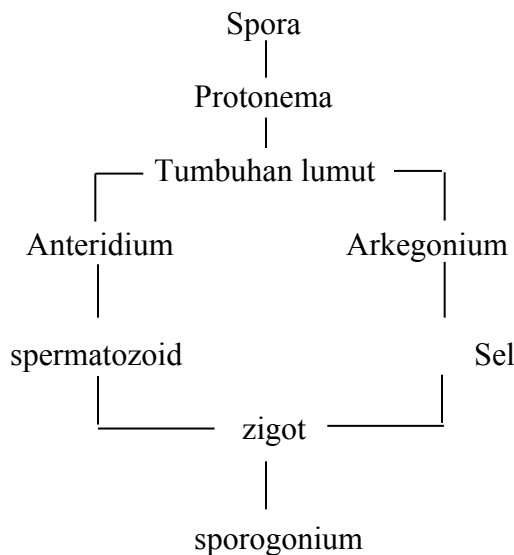 Spora
Protonema
Tumbuhan lumut
Anteridium Arkegonium
spermatozoid Sel
zigot
sporogonium